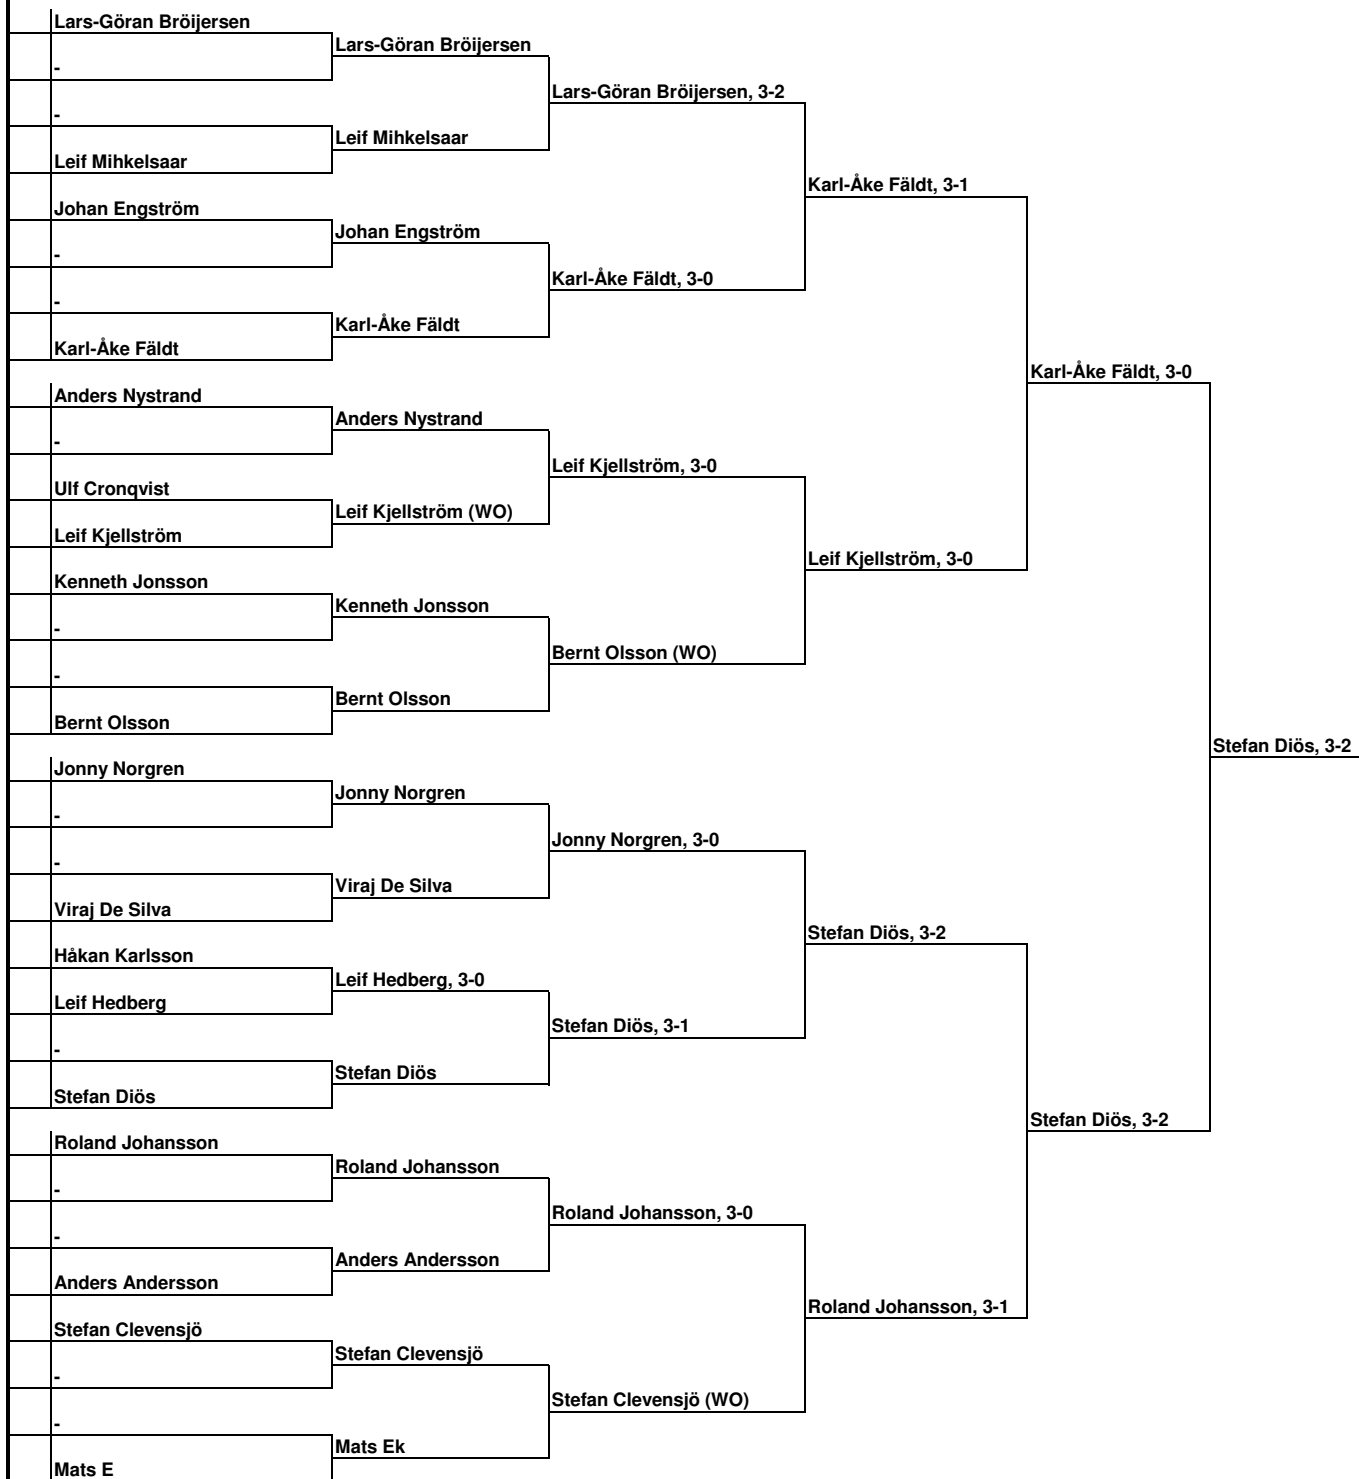 Lars-Göran Bröijersen
Lars-Göran Bröijersen
-
Lars-Göran Bröijersen, 3-2
-
Leif Mihkelsaar
Leif Mihkelsaar
Karl-Åke Fäldt, 3-1
Johan Engström
Johan Engström
-
Karl-Åke Fäldt, 3-0
-
Karl-Åke Fäldt
Karl-Åke Fäldt
Karl-Åke Fäldt, 3-0
Anders Nystrand
Anders Nystrand
-
Leif Kjellström, 3-0
Ulf Cronqvist
Leif Kjellström (WO)
Leif Kjellström
Leif Kjellström, 3-0
Kenneth Jonsson
Kenneth Jonsson
-
Bernt Olsson (WO)
-
Bernt Olsson
Bernt Olsson
Stefan Diös, 3-2
Jonny Norgren
Jonny Norgren
-
Jonny Norgren, 3-0
-
Viraj De Silva
Viraj De Silva
Stefan Diös, 3-2
Håkan Karlsson
Leif Hedberg, 3-0
Leif Hedberg
Stefan Diös, 3-1
-
Stefan Diös
Stefan Diös
Stefan Diös, 3-2
Roland Johansson
Roland Johansson
-
Roland Johansson, 3-0
-
Anders Andersson
Anders Andersson
Roland Johansson, 3-1
Stefan Clevensjö
Stefan Clevensjö
-
Stefan Clevensjö (WO)
-
Mats Ek
Mats E